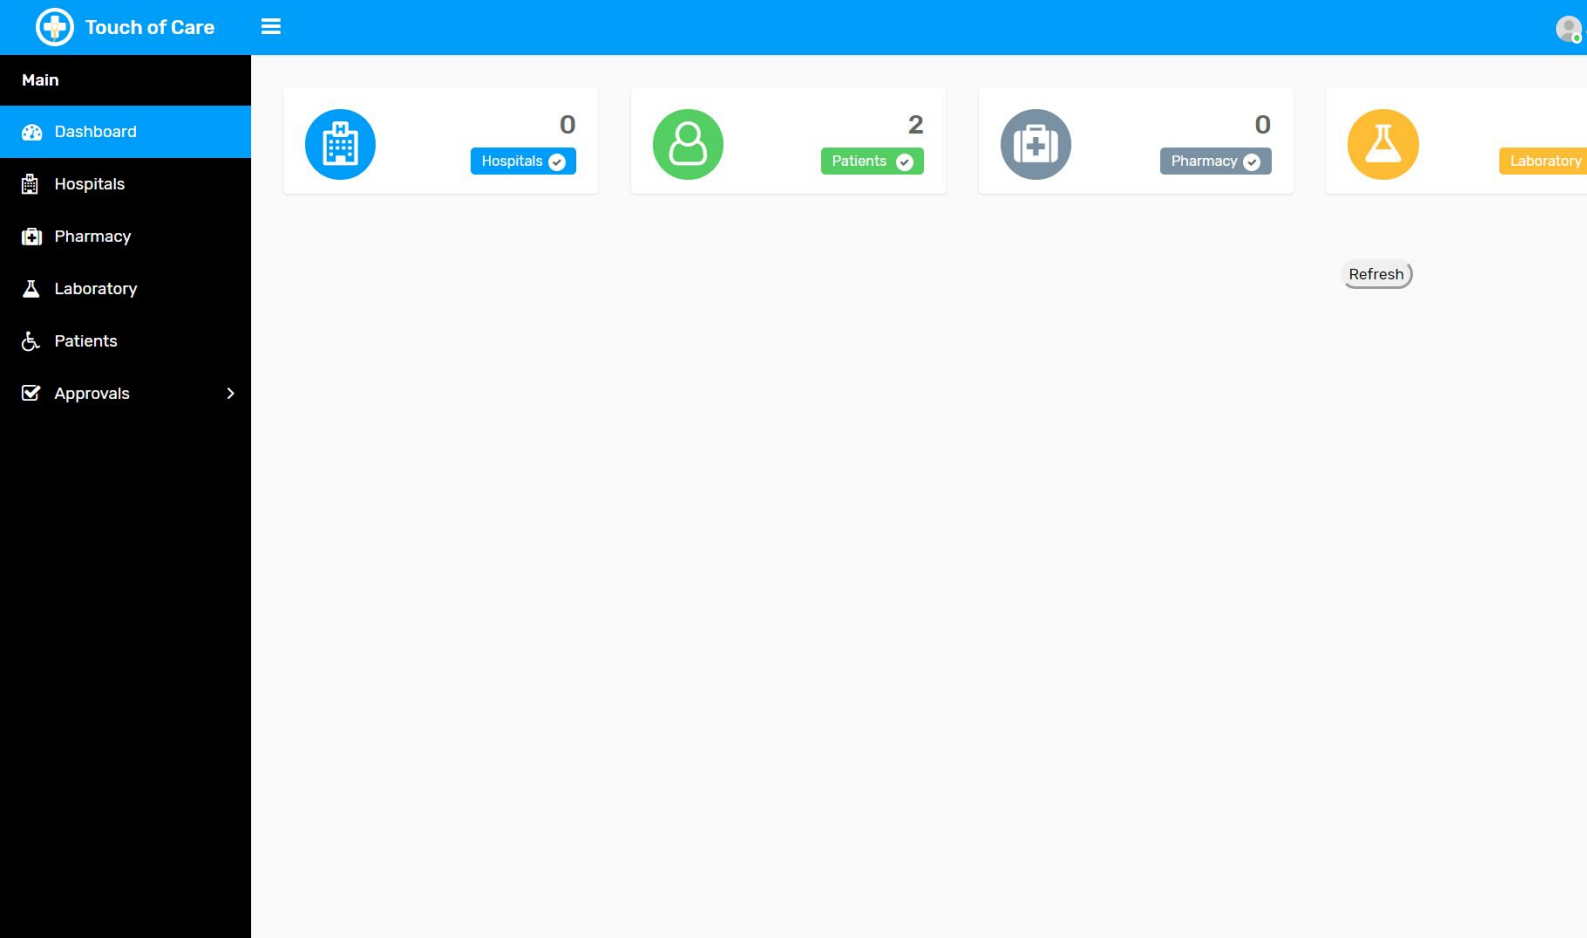 Touch of Care
Main
Dashboard
Hospitals
Pharmacy
Laboratory
Patients
Approvals
0
Hospitals
2
Patients
0
Pharmacy
Laboratory
Refresh